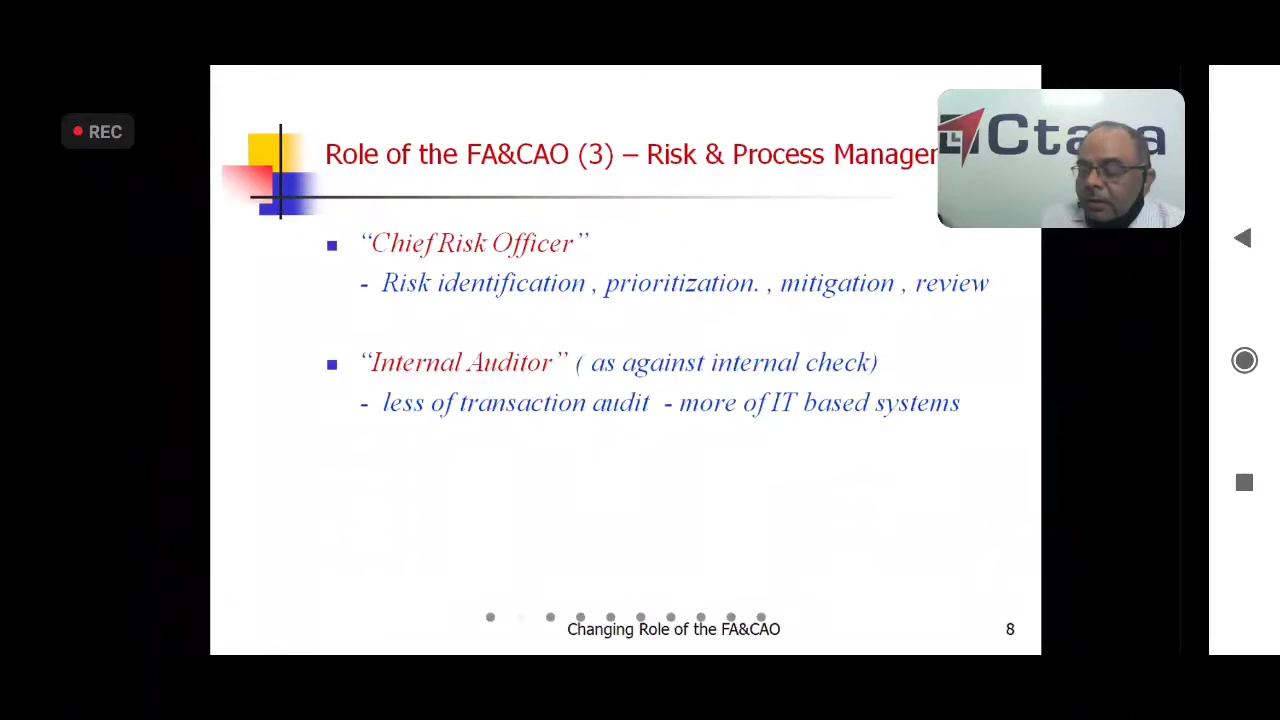 REC
Role of the FA&CAO (3) – Risk & Process Manager
“Chief Risk Officer”
- Risk identification , prioritization. , mitigation , review
“Internal Auditor” ( as against internal check)
- less of transaction audit - more of IT based systems
Changing Role of the FA&CAO
8